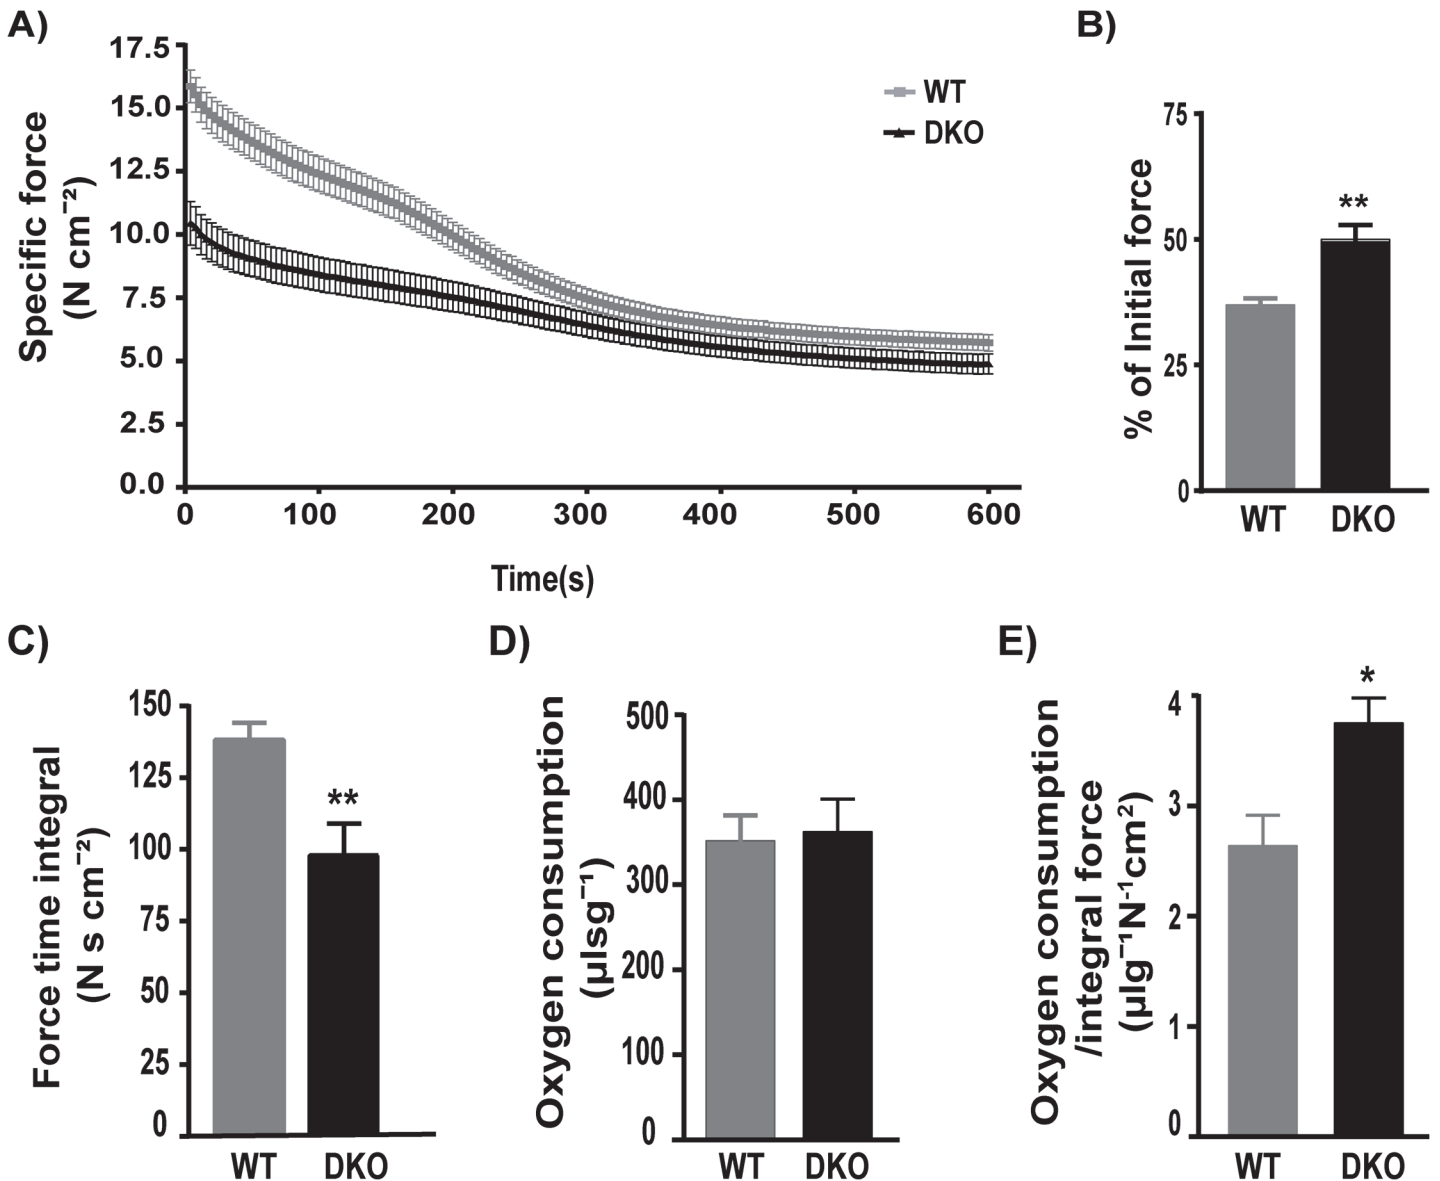 A)
Specific force
(N cm⁻²)
17.5
15.0
12.5
10.0
7.5
5.0
2.5
0.0
0 100 200 300 400 500 600
Time(s)
WT
DKO
B)
% of Initial force
75
50
25
0
**
WT DKO
C)
Force time integral
(N s cm⁻²)
150
125
100
75
50
25
0
**
WT DKO
D)
Oxygen consumption
(µlsg⁻¹)
500
400
300
200
100
0
WT DKO
E)
Oxygen consumption
/integral force
(µlg⁻¹N⁻¹cm²)
4
3
2
1
0
*
WT DKO